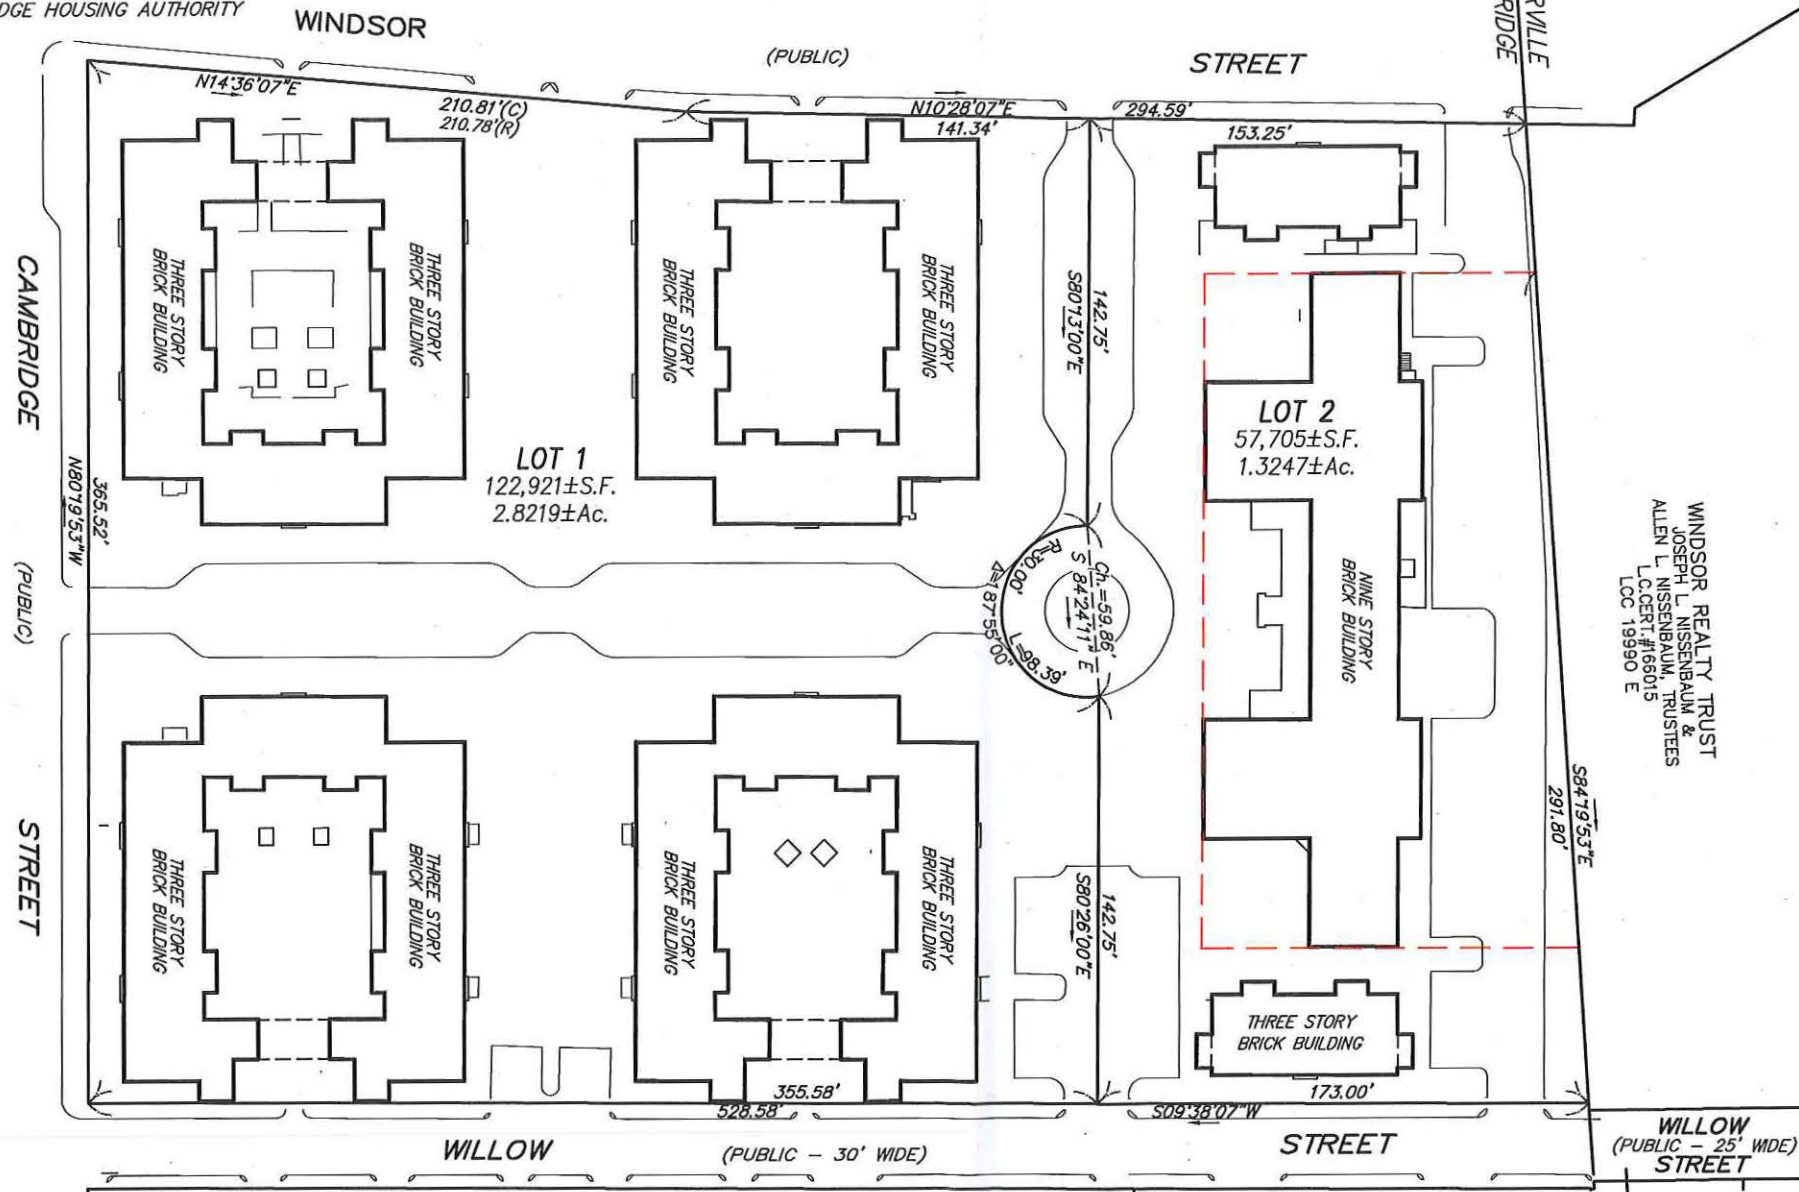 DGE HOUSING AUTHORITY
WINDSOR
(PUBLIC)
STREET
RVILLE
RIDGE
N14°36'07"E
210.81'(C)
210.78'(R)
N10°28'07"E
141.34'
294.59'
153.25'
CAMBRIDGE
(PUBLIC)
STREET
N80°19'53"W
365.52'
THREE STORY
BRICK BUILDING
THREE STORY
BRICK BUILDING
THREE STORY
BRICK BUILDING
THREE STORY
BRICK BUILDING
LOT 1
122,921±S.F.
2.8219±Ac.
142.75'
S80°13'00"E
LOT 2
57,705±S.F.
1.3247±Ac.
NINE STORY
BRICK BUILDING
R=30.00'
Δ=187°55'00"
L=98.39'
Ch.=59.86'
S 84°24'11" E
WINDSOR REALTY TRUST
JOSEPH L. NISSENBAUM &
ALLEN L. NISSENBAUM, TRUSTEES
L.C.CERT.#166015
LCC 19990 E
S84°19'53"E
291.80'
THREE STORY
BRICK BUILDING
THREE STORY
BRICK BUILDING
THREE STORY
BRICK BUILDING
THREE STORY
BRICK BUILDING
142.75'
S80°26'00"E
THREE STORY
BRICK BUILDING
355.58'
528.58'
173.00'
S09°38'07"W
WILLOW
(PUBLIC - 30' WIDE)
STREET
WILLOW
(PUBLIC - 25' WIDE)
STREET